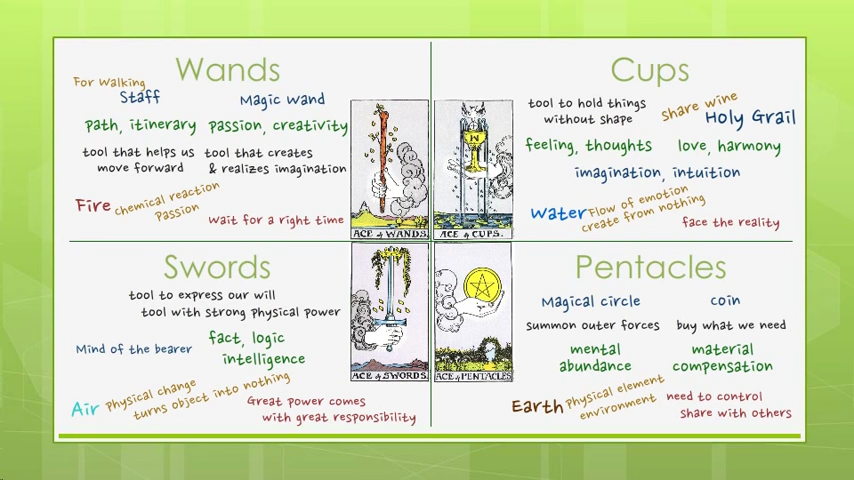 Wands
For Walking
Staff
Magic Wand
path, itinerary
passion, creativity
tool that helps us
move forward
tool that creates
& realizes imagination
Fire
chemical reaction
Passion
Wait for a right time
ACE of WANDS.
Cups
tool to hold things
without shape
share wine
Holy Grail
feeling, thoughts
love, harmony
imagination, intuition
Water
Flow of emotion
create from nothing
face the reality
W
ACE of CUPS.
Swords
tool to express our will
tool with strong physical power
Mind of the bearer
fact, logic
intelligence
Air
physical change
turns object into nothing
Great power comes
with great responsibility
ACE of SWORDS.
Pentacles
Magical circle
coin
summon outer forces
buy what we need
mental
abundance
material
compensation
Earth
physical element
environment
need to control
share with others
ACE of PENTACLES.